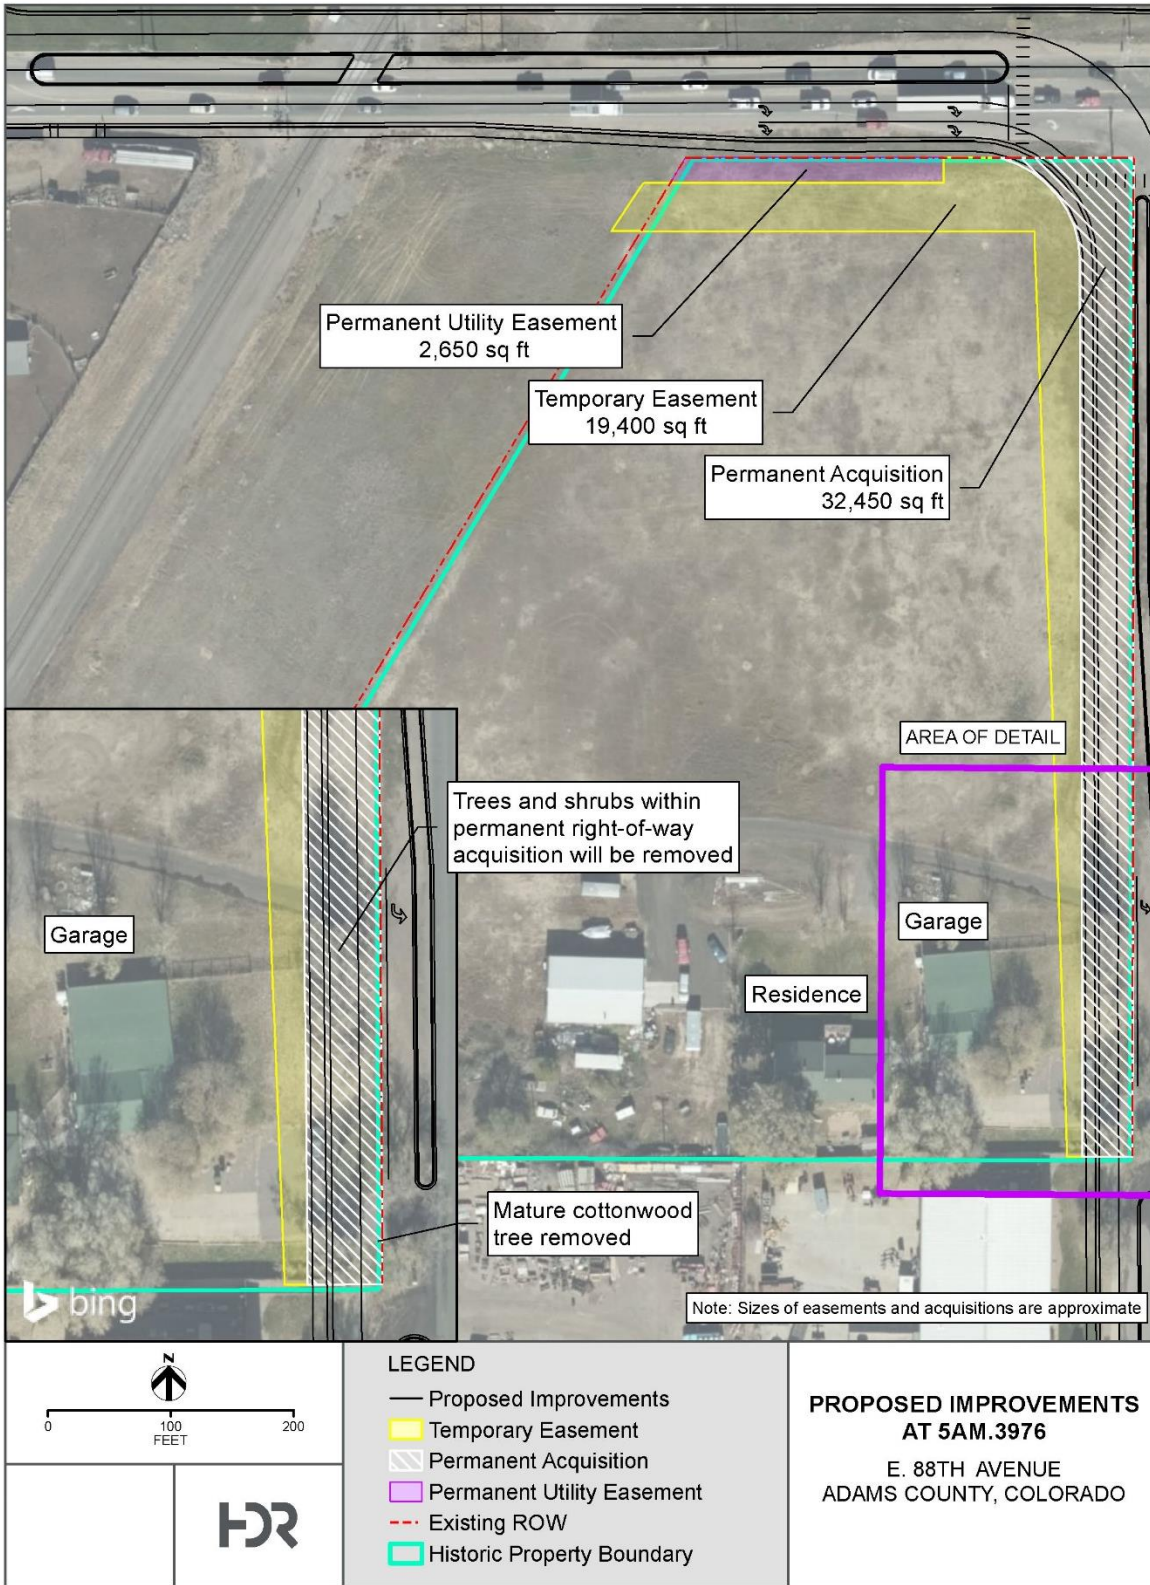 Permanent Utility Easement
2,650 sq ft
Temporary Easement
19,400 sq ft
Permanent Acquisition
32,450 sq ft
AREA OF DETAIL
Trees and shrubs within
permanent right-of-way
acquisition will be removed
Garage
Garage
Residence
Mature cottonwood
tree removed
bing
Note: Sizes of easements and acquisitions are approximate
N
0 100 200
FEET
HDR
LEGEND
Proposed Improvements
Temporary Easement
Permanent Acquisition
Permanent Utility Easement
Existing ROW
Historic Property Boundary
PROPOSED IMPROVEMENTS
AT 5AM.3976
E. 88TH AVENUE
ADAMS COUNTY, COLORADO